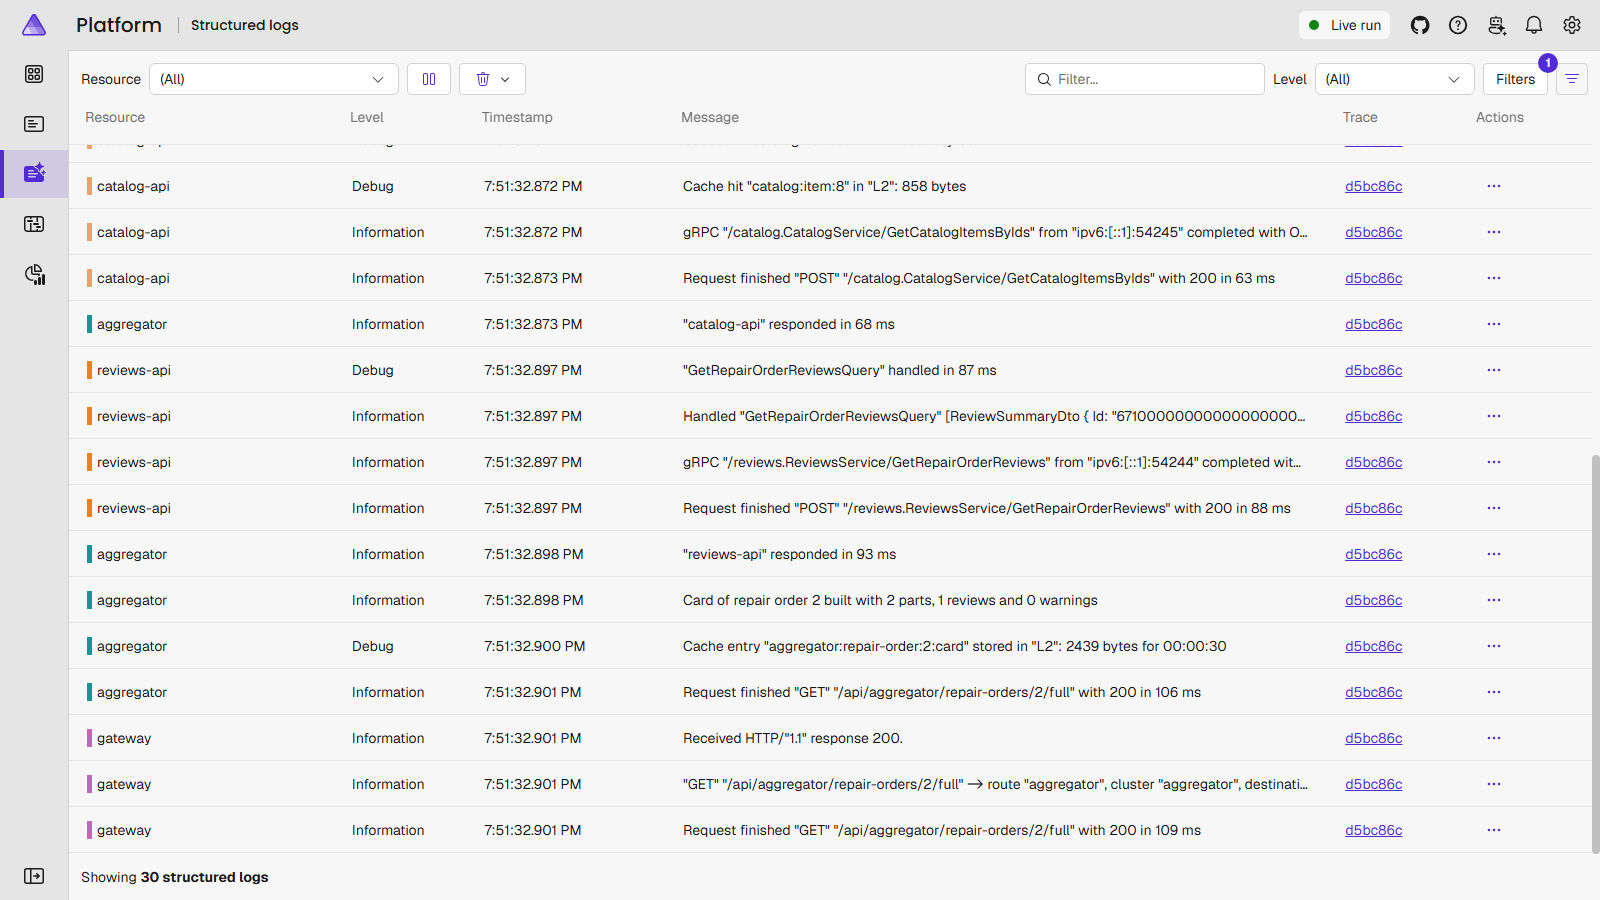 Platform
Structured logs
Live run
Resource
(All)
Filter...
Level
(All)
Filters
1
Resource Level Timestamp Message Trace Actions
catalog-api Debug 7:51:32.872 PM Cache hit "catalog:item:8" in "L2": 858 bytes d5bc86c ...
catalog-api Information 7:51:32.872 PM gRPC "/catalog.CatalogService/GetCatalogItemsByIds" from "ipv6:[::1]:54245" completed with O... d5bc86c ...
catalog-api Information 7:51:32.873 PM Request finished "POST" "/catalog.CatalogService/GetCatalogItemsByIds" with 200 in 63 ms d5bc86c ...
aggregator Information 7:51:32.873 PM "catalog-api" responded in 68 ms d5bc86c ...
reviews-api Debug 7:51:32.897 PM "GetRepairOrderReviewsQuery" handled in 87 ms d5bc86c ...
reviews-api Information 7:51:32.897 PM Handled "GetRepairOrderReviewsQuery" [ReviewSummaryDto { Id: "67100000000000000000... d5bc86c ...
reviews-api Information 7:51:32.897 PM gRPC "/reviews.ReviewsService/GetRepairOrderReviews" from "ipv6:[::1]:54244" completed wit... d5bc86c ...
reviews-api Information 7:51:32.897 PM Request finished "POST" "/reviews.ReviewsService/GetRepairOrderReviews" with 200 in 88 ms d5bc86c ...
aggregator Information 7:51:32.898 PM "reviews-api" responded in 93 ms d5bc86c ...
aggregator Information 7:51:32.898 PM Card of repair order 2 built with 2 parts, 1 reviews and 0 warnings d5bc86c ...
aggregator Debug 7:51:32.900 PM Cache entry "aggregator:repair-order:2:card" stored in "L2": 2439 bytes for 00:00:30 d5bc86c ...
aggregator Information 7:51:32.901 PM Request finished "GET" "/api/aggregator/repair-orders/2/full" with 200 in 106 ms d5bc86c ...
gateway Information 7:51:32.901 PM Received HTTP/"1.1" response 200. d5bc86c ...
gateway Information 7:51:32.901 PM "GET" "/api/aggregator/repair-orders/2/full" → route "aggregator", cluster "aggregator", destinati... d5bc86c ...
gateway Information 7:51:32.901 PM Request finished "GET" "/api/aggregator/repair-orders/2/full" with 200 in 109 ms d5bc86c ...
Showing 30 structured logs